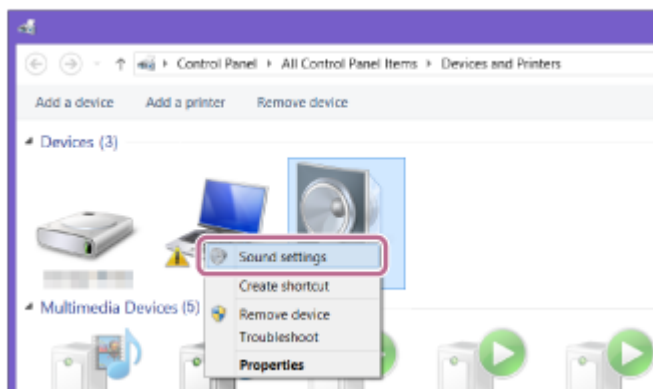 Control Panel All Control Panel Items Devices and Printers
Add a device Add a printer Remove device
Devices (3)
Sound settings
Create shortcut
Multimedia Devices (5)
Remove device
Troubleshoot
Properties